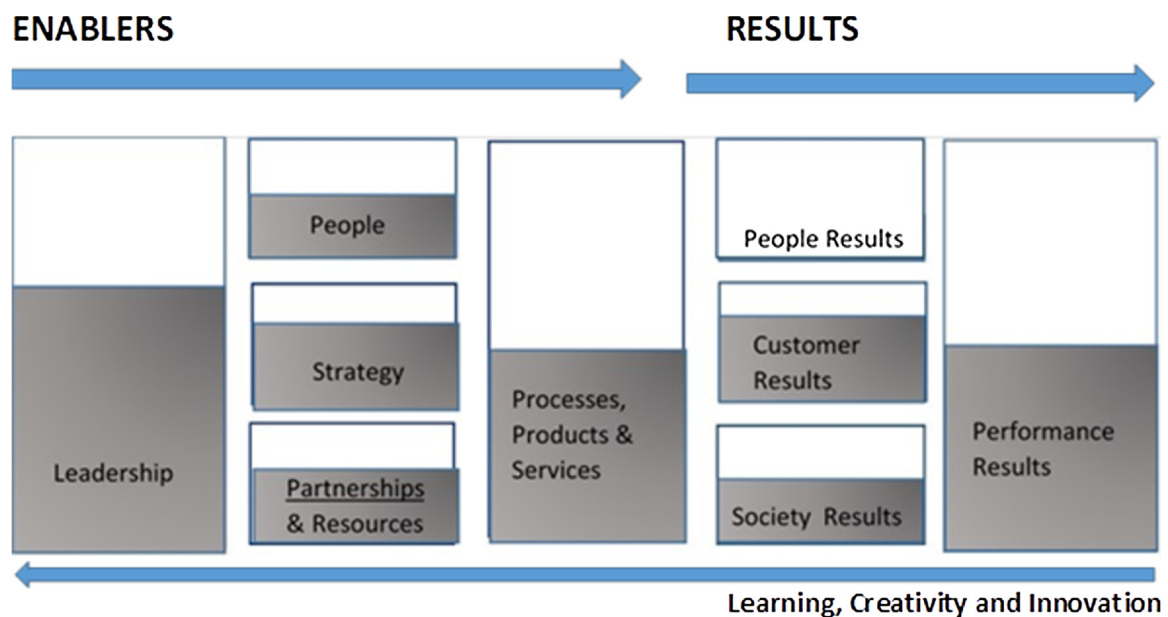 ENABLERS
RESULTS
Leadership
People
Strategy
Partnerships
& Resources
Processes,
Products &
Services
People Results
Customer
Results
Society Results
Performance
Results
Learning, Creativity and Innovation